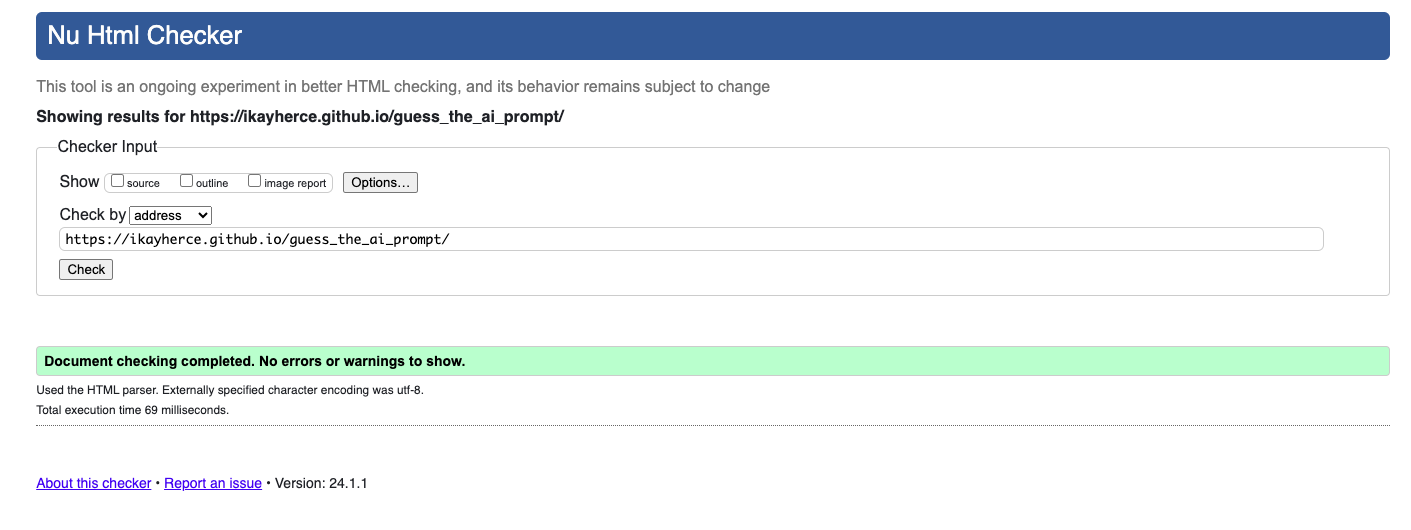 Nu Html Checker
This tool is an ongoing experiment in better HTML checking, and its behavior remains subject to change
Showing results for https://ikayherce.github.io/guess_the_ai_prompt/
Checker Input
Show source outline image report Options...
Check by address
https://ikayherce.github.io/guess_the_ai_prompt/
Check
Document checking completed. No errors or warnings to show.
Used the HTML parser. Externally specified character encoding was utf-8.
Total execution time 69 milliseconds.
About this checker • Report an issue • Version: 24.1.1